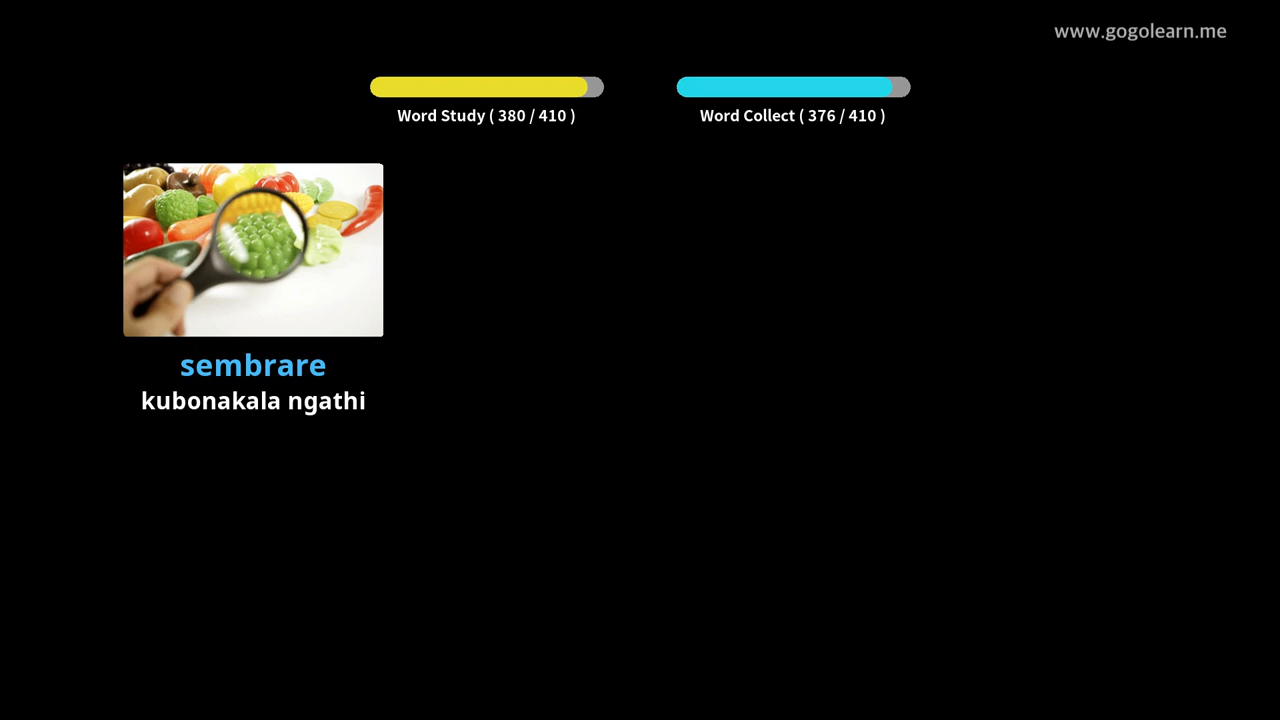 www.gogolearn.me
Word Study ( 380 / 410 )
Word Collect ( 376 / 410 )
sembrare
kubonakala ngathi